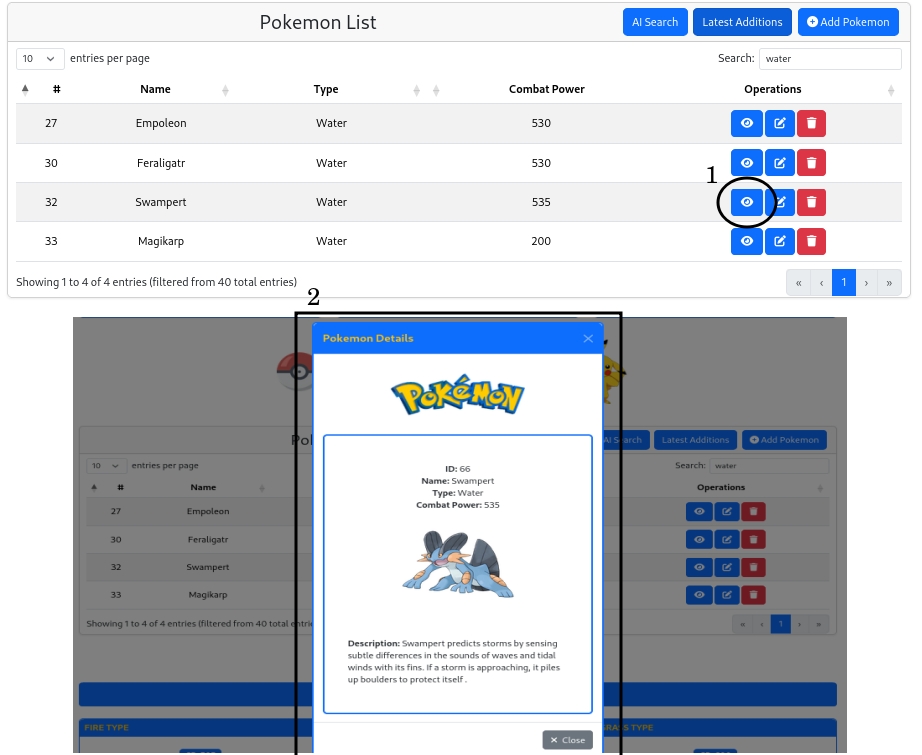 Pokemon List
AI Search
Latest Additions
Add Pokemon
10
entries per page
Search:
water
# Name Type Combat Power Operations
27 Empoleon Water 530
30 Feraligatr Water 530
1
32 Swampert Water 535
33 Magikarp Water 200
Showing 1 to 4 of 4 entries (filtered from 40 total entries)
« ‹ 1 › »
2
Pokemon Details
×
POKéMON
Pok
AI Search
Latest Additions
Add Pokemon
10
entries per page
Search:
water
# Name Operations
27 Empoleon
30 Feraligatr
32 Swampert
33 Magikarp
Showing 1 to 4 of 4 entries (filtered from 40 total entrie
« ‹ 1 › »
ID: 66
Name: Swampert
Type: Water
Combat Power: 535
Description: Swampert predicts storms by sensing
subtle differences in the sounds of waves and tidal
winds with its fins. If a storm is approaching, it piles
up boulders to protect itself .
FIRE TYPE
TYPE
× Close